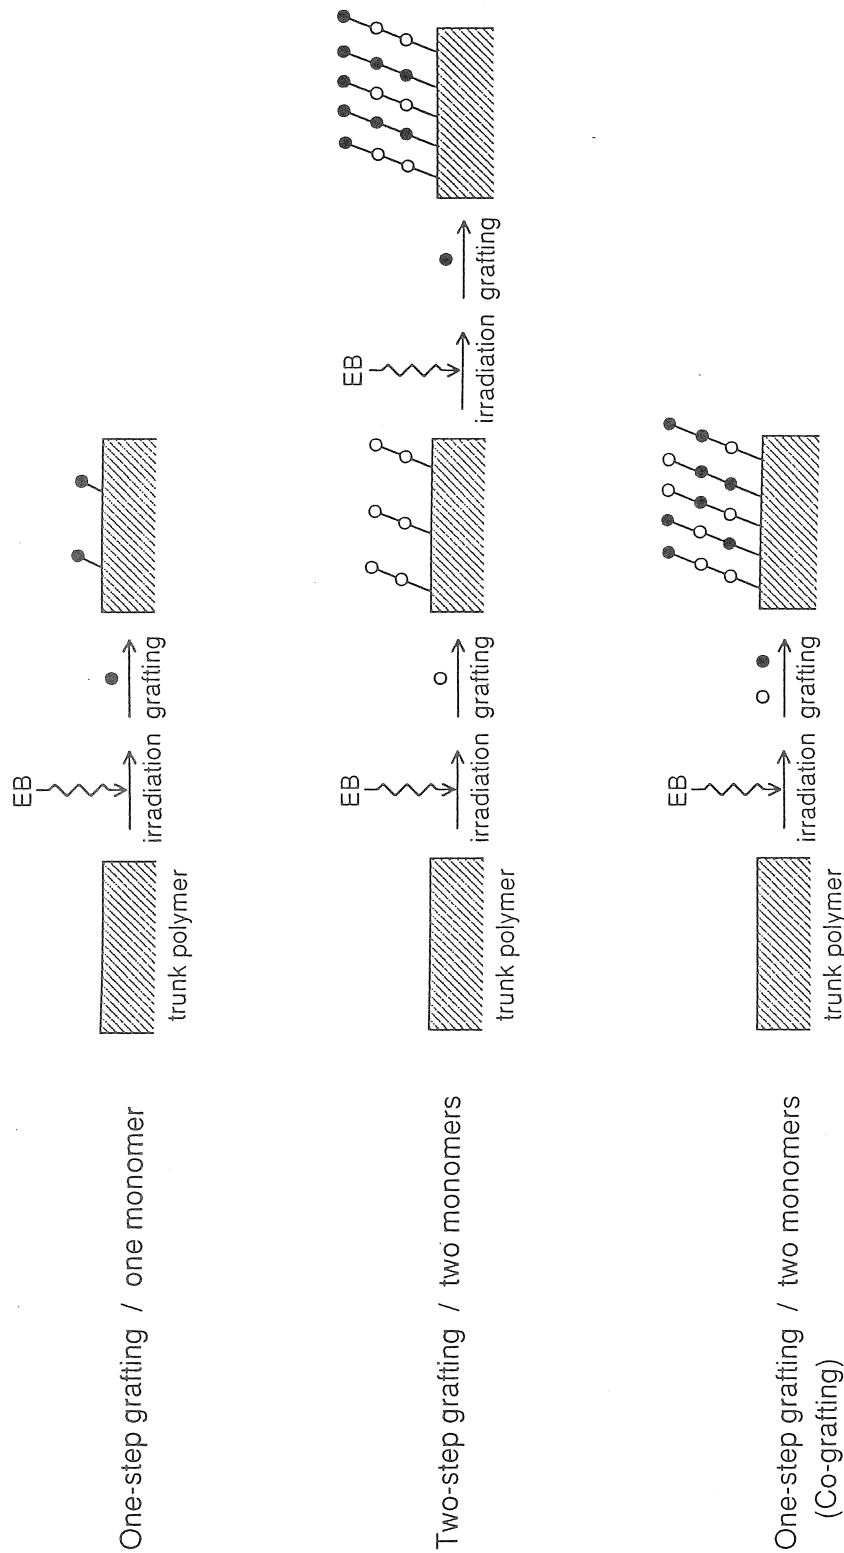 One-step grafting / one monomer
trunk polymer
EB
irradiation grafting
Two-step grafting / two monomers
trunk polymer
EB
irradiation grafting
EB
irradiation grafting
One-step grafting / two monomers
(Co-grafting)
trunk polymer
EB
irradiation grafting